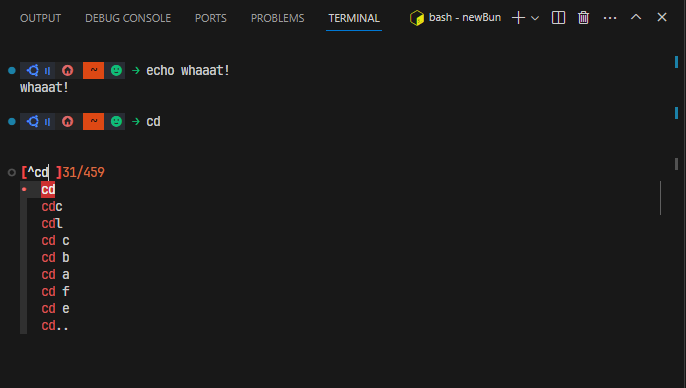 OUTPUT DEBUG CONSOLE PORTS PROBLEMS TERMINAL bash - newBun
~ → echo whaaat!
whaaat!
~ → cd
[^cd ]31/459
cd
cdc
cdl
cd c
cd b
cd a
cd f
cd e
cd..